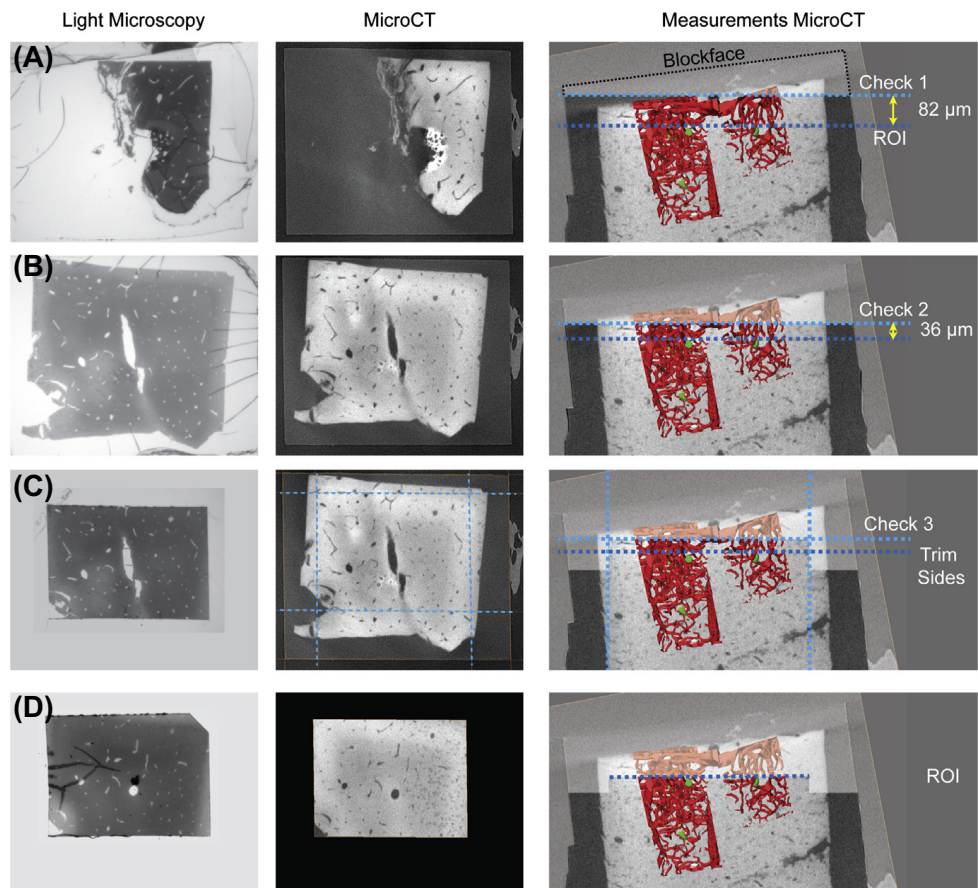 Light Microscopy
MicroCT
Measurements MicroCT
(A)
Blockface
Check 1
82 µm
ROI
(B)
Check 2
36 µm
(C)
Check 3
Trim
Sides
(D)
ROI